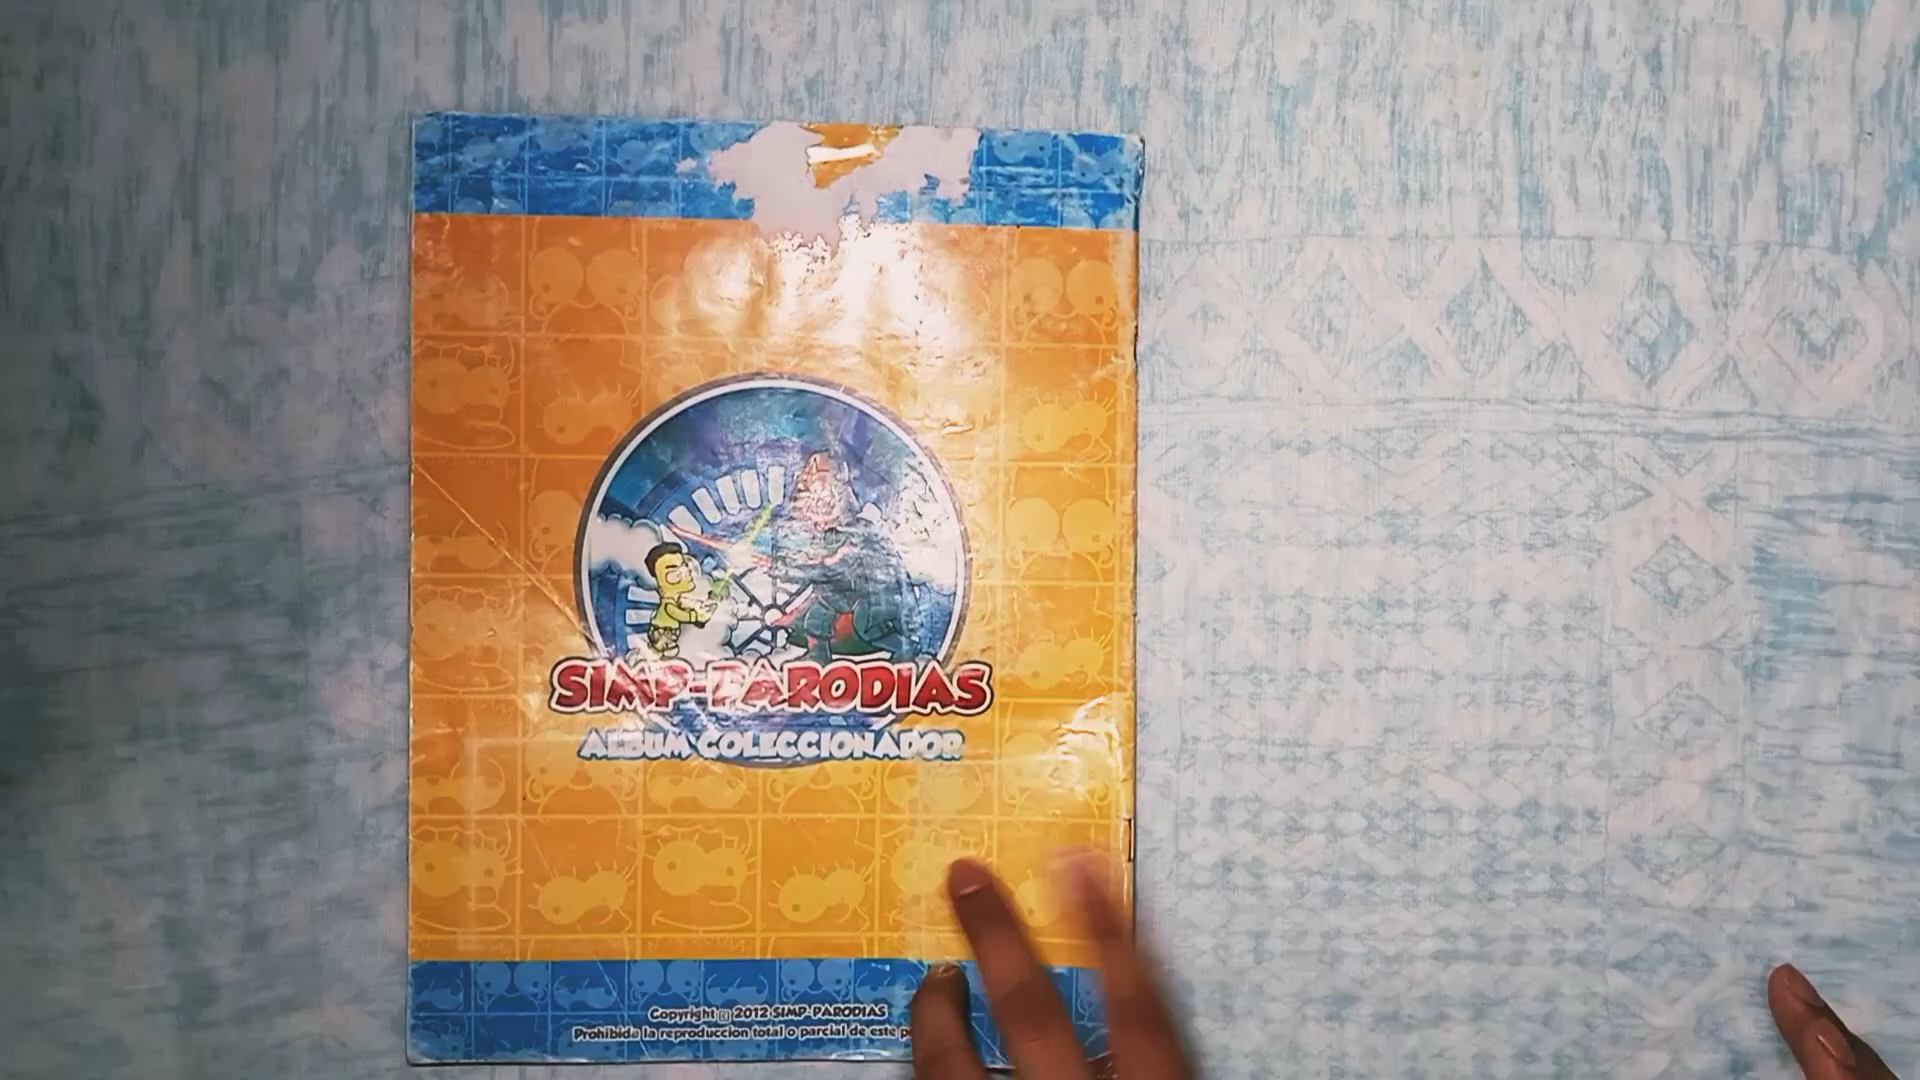 SIMP-PARODIAS
ALBUM COLECCIONADOR
Copyright © 2012 SIMP-PARODIAS
Prohibida la reproduccion total o parcial de este